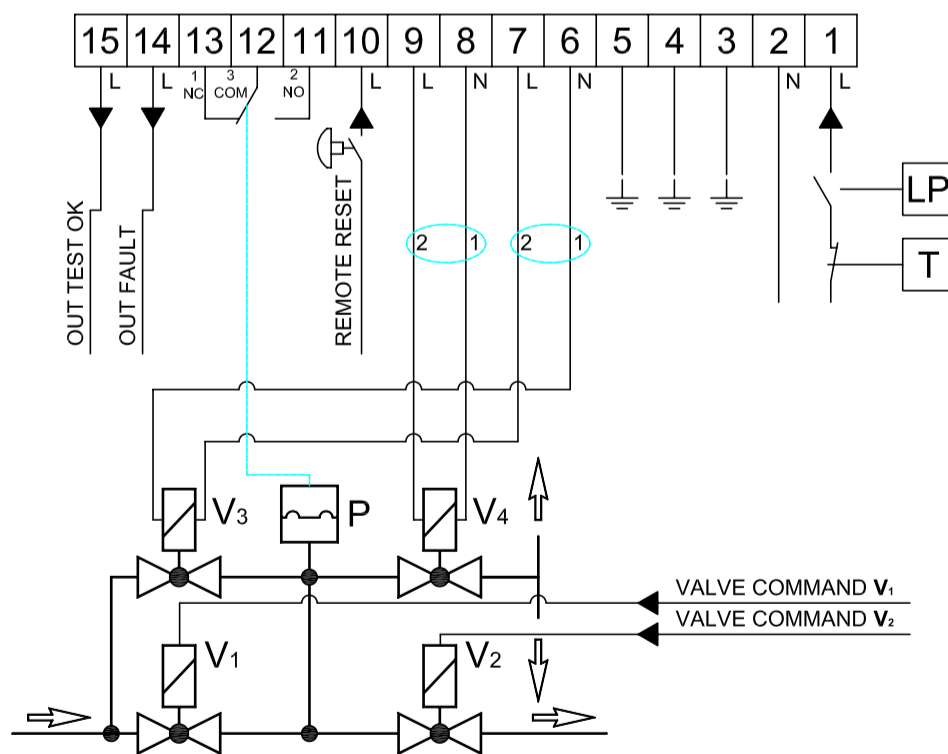 15 14 13 12 11 10 9 8 7 6 5 4 3 2 1
L L 1 NC 3 COM 2 NO L L N L N N L
LP
T
OUT TEST OK
OUT FAULT
REMOTE RESET
2 1 2 1
V3 P V4
VALVE COMMAND V1
VALVE COMMAND V2
V1 V2